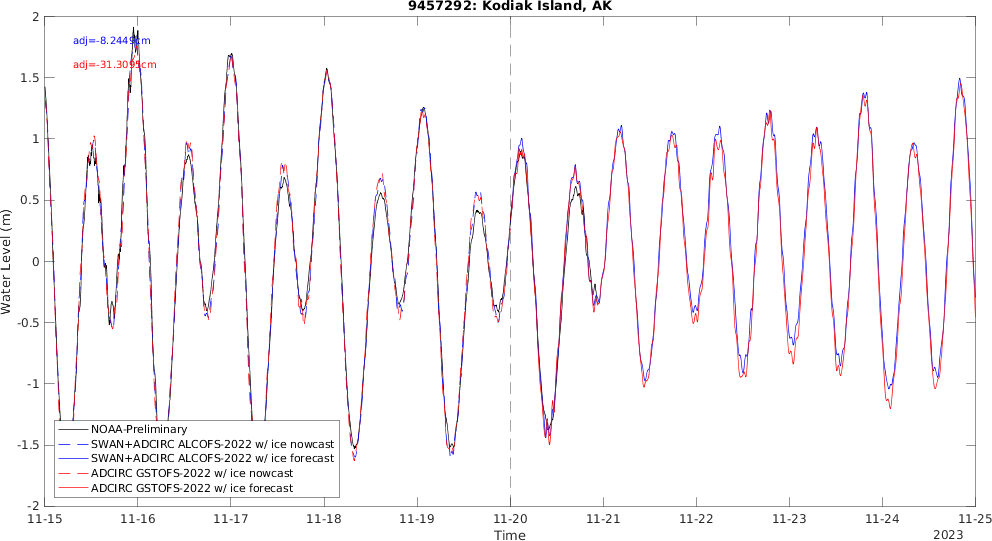 9457292: Kodiak Island, AK
2
adj=-8.2449cm
adj=-31.3095cm
1.5
1
0.5
0
-0.5
-1
-1.5
-2
Water Level (m)
NOAA-Preliminary
SWAN+ADCIRC ALCOFS-2022 w/ ice nowcast
SWAN+ADCIRC ALCOFS-2022 w/ ice forecast
ADCIRC GSTOFS-2022 w/ ice nowcast
ADCIRC GSTOFS-2022 w/ ice forecast
11-15 11-16 11-17 11-18 11-19 11-20 11-21 11-22 11-23 11-24 11-25
Time
2023